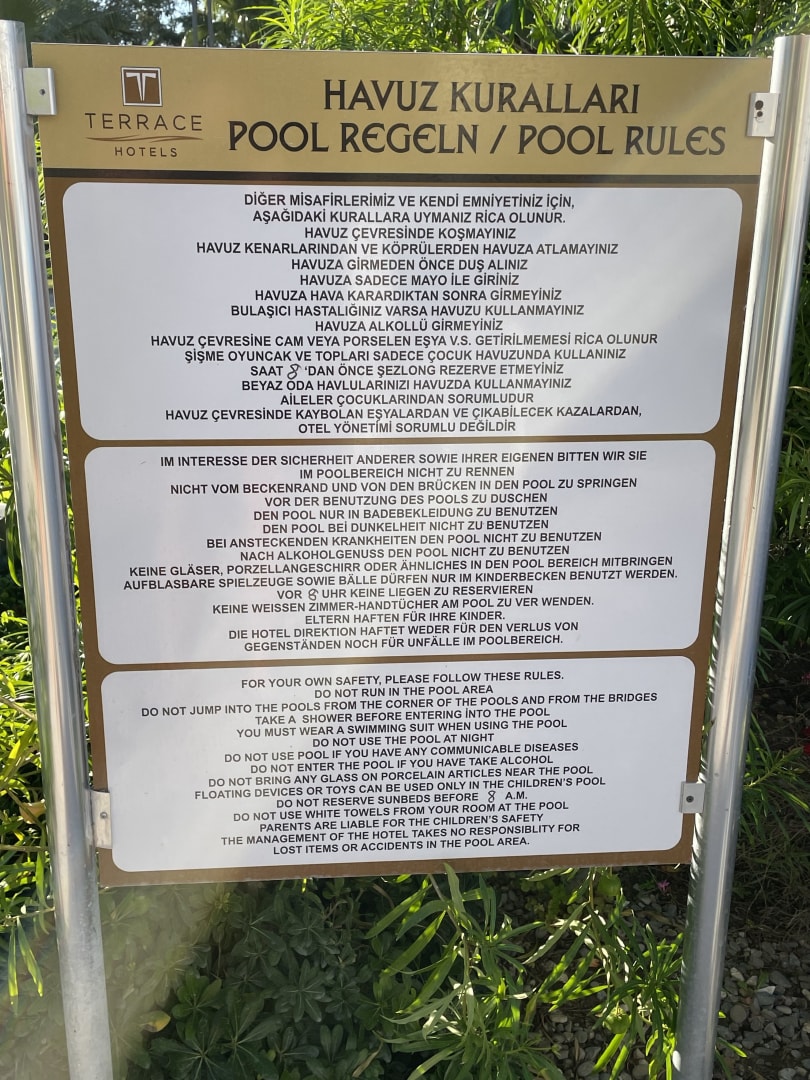 T
TERRACE
HOTELS
HAVUZ KURALLARI
POOL REGELN / POOL RULES
DİĞER MİSAFİRLERİMİZ VE KENDİ EMNİYETİNİZ İÇİN,
AŞAĞIDAKİ KURALLARA UYMANIZ RİCA OLUNUR.
HAVUZ ÇEVRESİNDE KOŞMAYINIZ
HAVUZ KENARLARINDAN VE KÖPRÜLERDEN HAVUZA ATLAMAYINIZ
HAVUZA GİRMEDEN ÖNCE DUŞ ALINIZ
HAVUZA SADECE MAYO İLE GİRİNİZ
HAVUZA HAVA KARARDIKTAN SONRA GİRMEYİNİZ
BULAŞICI HASTALIĞINIZ VARSA HAVUZU KULLANMAYINIZ
HAVUZA ALKOLLÜ GİRMEYİNİZ
HAVUZ ÇEVRESİNE CAM VEYA PORSELEN EŞYA V.S. GETİRİLMEMESİ RİCA OLUNUR
ŞİŞME OYUNCAK VE TOPLARI SADECE ÇOCUK HAVUZUNDA KULLANINIZ
SAAT 8 'DAN ÖNCE ŞEZLONG REZERVE ETMEYİNİZ
BEYAZ ODA HAVLULARINIZI HAVUZDA KULLANMAYINIZ
AİLELER ÇOCUKLARINDAN SORUMLUDUR
HAVUZ ÇEVRESİNDE KAYBOLAN EŞYALARDAN VE ÇIKABİLECEK KAZALARDAN,
OTEL YÖNETİMİ SORUMLU DEĞİLDİR
IM INTERESSE DER SICHERHEIT ANDERER SOWIE IHRER EIGENEN BITTEN WIR SIE
IM POOLBEREICH NICHT ZU RENNEN
NICHT VOM BECKENRAND UND VON DEN BRÜCKEN IN DEN POOL ZU SPRINGEN
VOR DER BENUTZUNG DES POOLS ZU DUSCHEN
DEN POOL NUR IN BADEBEKLEIDUNG ZU BENUTZEN
DEN POOL BEI DUNKELHEIT NICHT ZU BENUTZEN
BEI ANSTECKENDEN KRANKHEITEN DEN POOL NICHT ZU BENUTZEN
NACH ALKOHOLGENUSS DEN POOL NICHT ZU BENUTZEN
KEINE GLÄSER, PORZELLANGESCHIRR ODER ÄHNLICHES IN DEN POOL BEREICH MITBRINGEN
AUFBLASBARE SPIELZEUGE SOWIE BÄLLE DÜRFEN NUR IM KINDERBECKEN BENUTZT WERDEN.
VOR 8 UHR KEINE LIEGEN ZU RESERVIEREN
KEINE WEISSEN ZIMMER-HANDTÜCHER AM POOL ZU VER WENDEN.
ELTERN HAFTEN FÜR IHRE KINDER.
DIE HOTEL DIREKTION HAFTET WEDER FÜR DEN VERLUS VON
GEGENSTÄNDEN NOCH FÜR UNFÄLLE IM POOLBEREICH.
FOR YOUR OWN SAFETY, PLEASE FOLLOW THESE RULES.
DO NOT RUN IN THE POOL AREA
DO NOT JUMP INTO THE POOLS FROM THE CORNER OF THE POOLS AND FROM THE BRIDGES
TAKE A SHOWER BEFORE ENTERING İNTO THE POOL
YOU MUST WEAR A SWIMMING SUIT WHEN USING THE POOL
DO NOT USE THE POOL AT NIGHT
DO NOT USE POOL IF YOU HAVE ANY COMMUNICABLE DISEASES
DO NOT ENTER THE POOL IF YOU HAVE TAKE ALCOHOL
DO NOT BRING ANY GLASS ON PORCELAIN ARTICLES NEAR THE POOL
FLOATING DEVICES OR TOYS CAN BE USED ONLY IN THE CHILDREN'S POOL
DO NOT RESERVE SUNBEDS BEFORE 8 A.M.
DO NOT USE WHITE TOWELS FROM YOUR ROOM AT THE POOL
PARENTS ARE LIABLE FOR THE CHILDREN'S SAFETY
THE MANAGEMENT OF THE HOTEL TAKES NO RESPONSIBLITY FOR
LOST ITEMS OR ACCIDENTS IN THE POOL AREA.